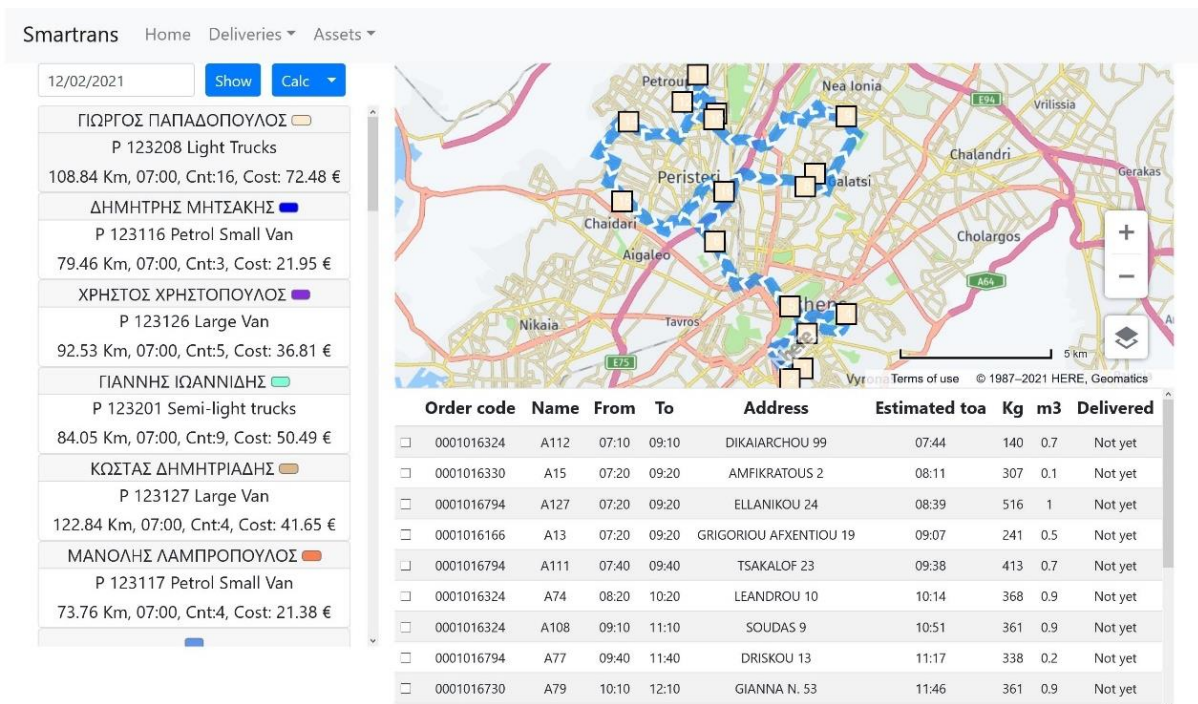 Smartrans Home Deliveries Assets
12/02/2021 Show Calc
ΓΙΩΡΓΟΣ ΠΑΠΑΔΟΠΟΥΛΟΣ
P 123208 Light Trucks
108.84 Km, 07:00, Cnt:16, Cost: 72.48 €
ΔΗΜΗΤΡΗΣ ΜΗΤΣΑΚΗΣ
P 123116 Petrol Small Van
79.46 Km, 07:00, Cnt:3, Cost: 21.95 €
ΧΡΗΣΤΟΣ ΧΡΗΣΤΟΠΟΥΛΟΣ
P 123126 Large Van
92.53 Km, 07:00, Cnt:5, Cost: 36.81 €
ΓΙΑΝΝΗΣ ΙΩΑΝΝΙΔΗΣ
P 123201 Semi-light trucks
84.05 Km, 07:00, Cnt:9, Cost: 50.49 €
ΚΩΣΤΑΣ ΔΗΜΗΤΡΙΑΔΗΣ
P 123127 Large Van
122.84 Km, 07:00, Cnt:4, Cost: 41.65 €
ΜΑΝΟΛΗΣ ΛΑΜΠΡΟΠΟΥΛΟΣ
P 123117 Petrol Small Van
73.76 Km, 07:00, Cnt:4, Cost: 21.38 €
Nea Ionia
E94
Vrilissia
Chalandri
Peristeri
Gerakas
Chaidari
Cholargos
Aigaleo
A64
Nikaia
Tavros
E75
5 km
Terms of use © 1987–2021 HERE, Geomatics
Order code Name From To Address Estimated toa Kg m3 Delivered
0001016324 A112 07:10 09:10 DIKAIARCHOU 99 07:44 140 0.7 Not yet
0001016330 A15 07:20 09:20 AMFIKRATOUS 2 08:11 307 0.1 Not yet
0001016794 A127 07:20 09:20 ELLANIKOU 24 08:39 516 1 Not yet
0001016166 A13 07:20 09:20 GRIGORIOU AFXENTIOU 19 09:07 241 0.5 Not yet
0001016794 A111 07:40 09:40 TSAKALOF 23 09:38 413 0.7 Not yet
0001016324 A74 08:20 10:20 LEANDROU 10 10:14 368 0.9 Not yet
0001016324 A108 09:10 11:10 SOUDAS 9 10:51 361 0.9 Not yet
0001016794 A77 09:40 11:40 DRISKOU 13 11:17 338 0.2 Not yet
0001016730 A79 10:10 12:10 GIANNA N. 53 11:46 361 0.9 Not yet